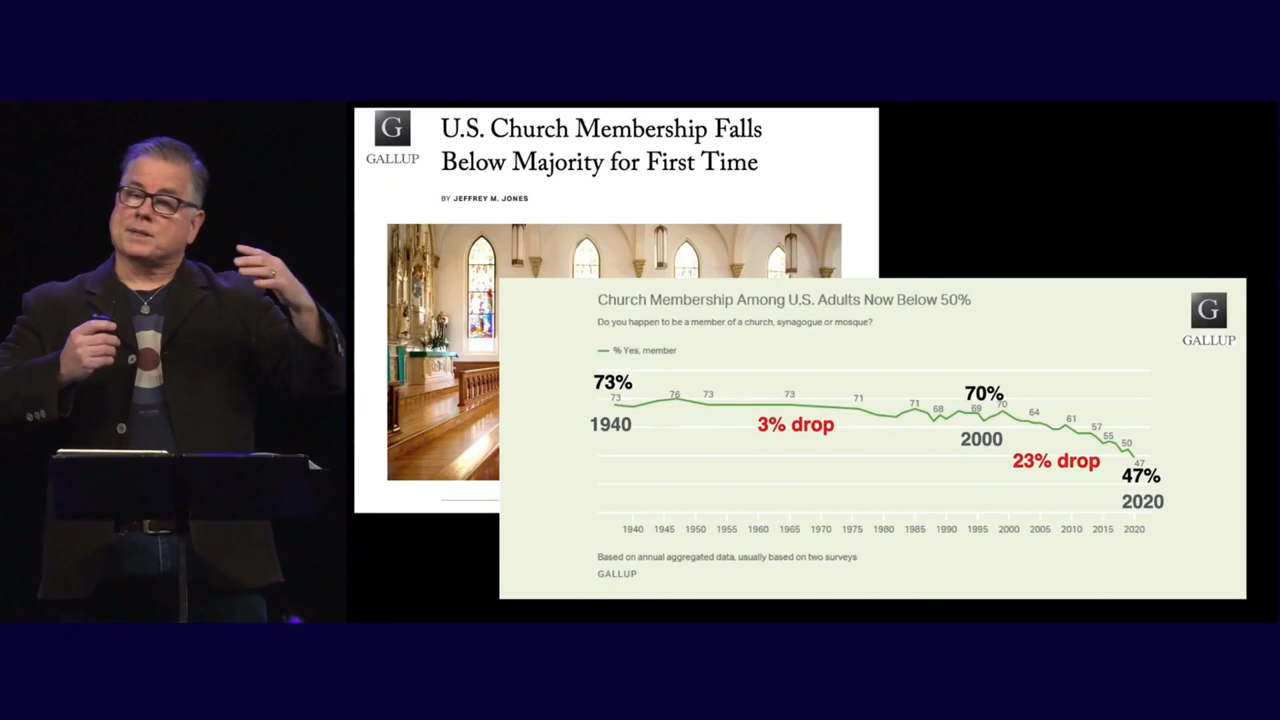 G
GALLUP
U.S. Church Membership Falls
Below Majority for First Time
BY JEFFREY M. JONES
Church Membership Among U.S. Adults Now Below 50%
Do you happen to be a member of a church, synagogue or mosque?
G
GALLUP
% Yes, member
73%
73
76
73
73
71
71
68
69
70%
70
64
61
57
55
50
47
1940
3% drop
2000
23% drop
47%
2020
1940 1945 1950 1955 1960 1965 1970 1975 1980 1985 1990 1995 2000 2005 2010 2015 2020
Based on annual aggregated data, usually based on two surveys
GALLUP